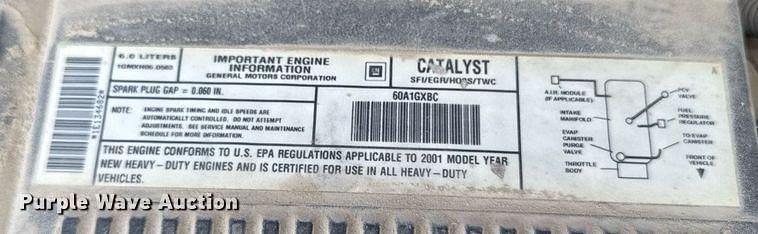 6.0 LITERS
1GMXH06.0583
IMPORTANT ENGINE
INFORMATION
GENERAL MOTORS CORPORATION
GM
CATALYST
SFI/EGR/HO2S/TWC
SPARK PLUG GAP = 0.060 IN.
NOTE: ENGINE SPARK TIMING AND IDLE SPEEDS ARE
AUTOMATICALLY CONTROLLED. DO NOT ATTEMPT
ADJUSTMENTS. SEE SERVICE MANUAL AND MAINTENANCE
SCHEDULE FOR MORE INFORMATION.
60A1GXBC
THIS ENGINE CONFORMS TO U.S. EPA REGULATIONS APPLICABLE TO 2001 MODEL YEAR
NEW HEAVY-DUTY ENGINES AND IS CERTIFIED FOR USE IN ALL HEAVY-DUTY
VEHICLES.
A
A.I.R. MODULE
(IF APPLICABLE)
INTAKE
MANIFOLD
EVAP
CANISTER
PURGE
VALVE
THROTTLE
BODY
PCV
VALVE
FUEL
PRESSURE
REGULATOR
TO EVAP
CANISTER
FRONT OF
VEHICLE
Purple Wave Auction